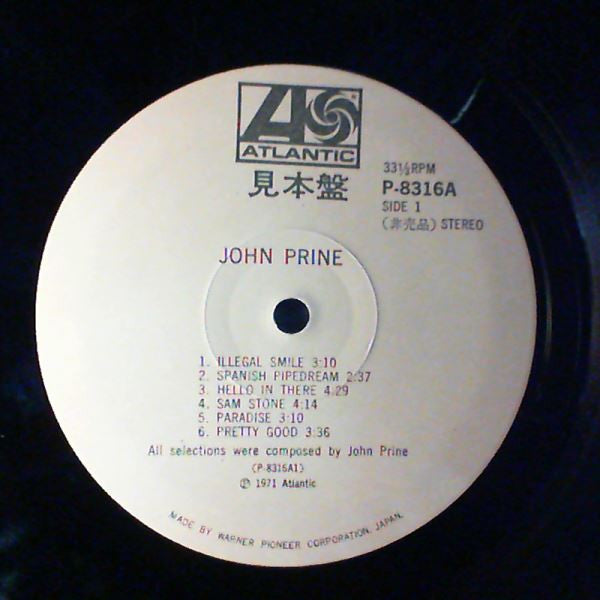 ATLANTIC
見本盤
33⅓RPM
P-8316A
SIDE 1
(非売品) STEREO
JOHN PRINE
1. ILLEGAL SMILE 3:10
2. SPANISH PIPEDREAM 2:37
3. HELLO IN THERE 4:29
4. SAM STONE 4:14
5. PARADISE 3:10
6. PRETTY GOOD 3:36
All selections were composed by John Prine
(P-8316A1)
Ⓟ 1971 Atlantic
MADE BY WARNER PIONEER CORPORATION, JAPAN.